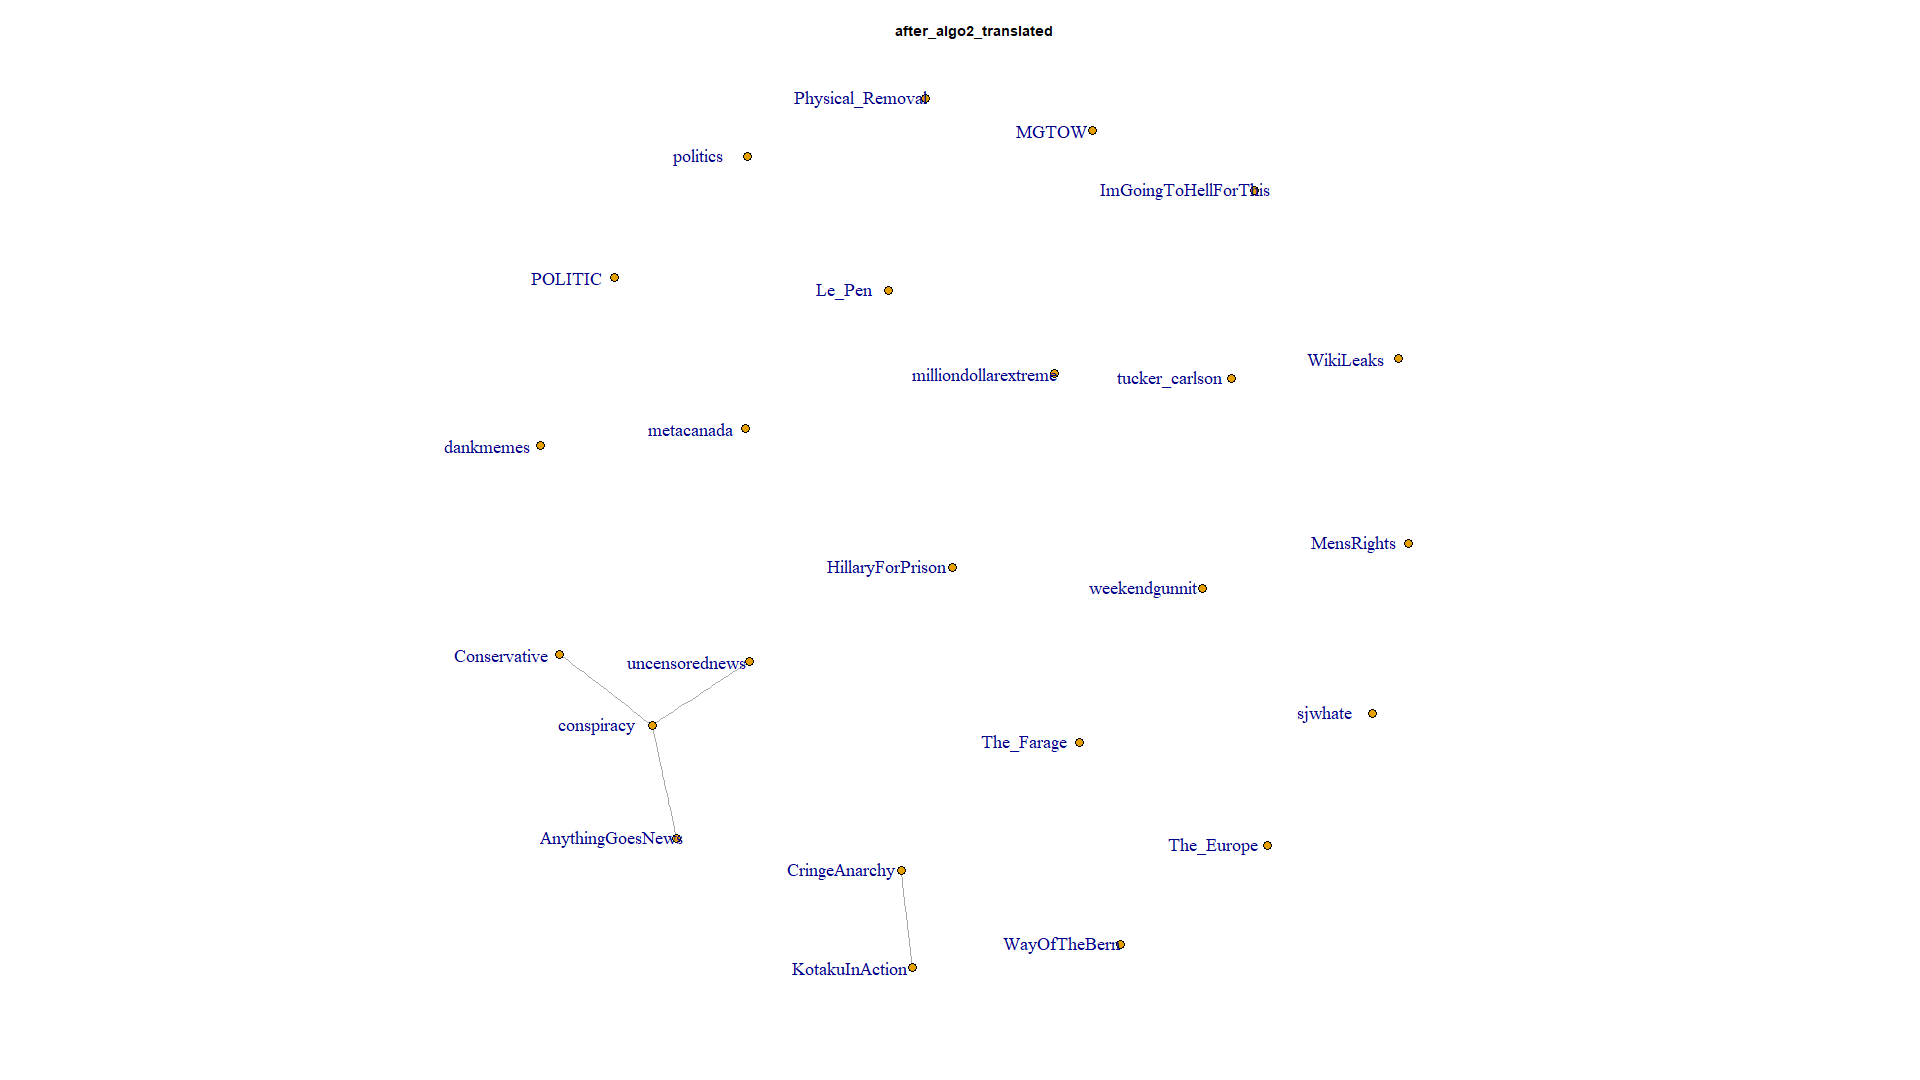 after_algo2_translated
Physical_Removal
MGTOW
politics
ImGoingToHellForThis
POLITIC
Le_Pen
WikiLeaks
milliondollarextreme
tucker_carlson
metacanada
dankmemes
MensRights
HillaryForPrison
weekendgunnit
Conservative
uncensorednews
sjwhate
conspiracy
The_Farage
AnythingGoesNews
The_Europe
CringeAnarchy
WayOfTheBern
KotakuInAction